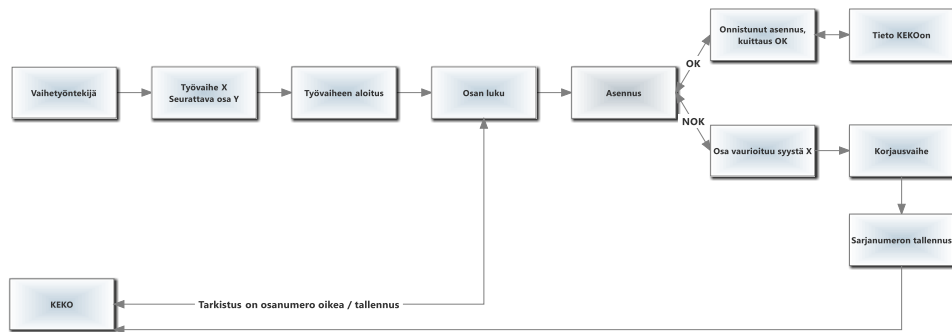 Onnistunut asennus,
kuittaus OK
Tieto KEKOon
OK
Vaihetyöntekijä
Työvaihe X
Seurattava osa Y
Työvaiheen aloitus
Osan luku
Asennus
NOK
Osa vaurioituu syystä X
Korjausvaihe
Sarjanumeron tallennus
KEKO
Tarkistus on osanumero oikea / tallennus